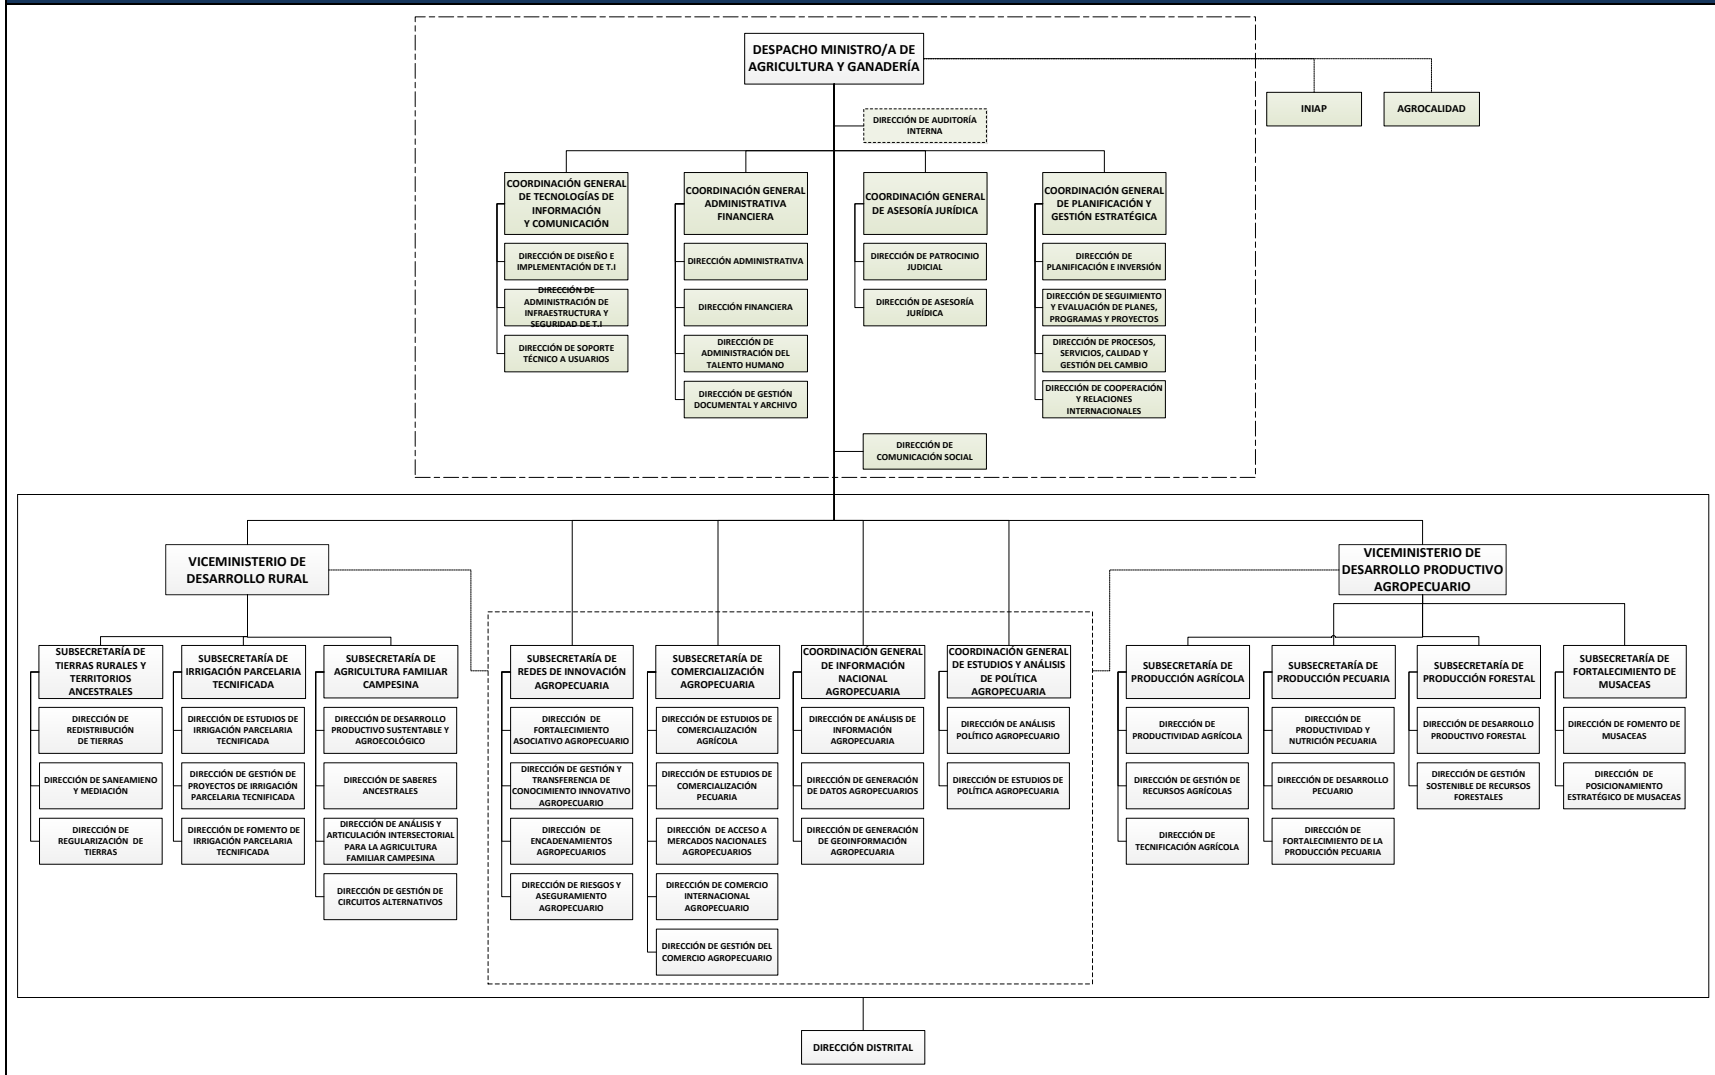 DESPACHO MINISTRO/A DE
AGRICULTURA Y GANADERÍA
INIAP
AGROCALIDAD
DIRECCIÓN DE AUDITORÍA
INTERNA
COORDINACIÓN GENERAL
DE TECNOLOGÍAS DE
INFORMACIÓN
Y COMUNICACIÓN
DIRECCIÓN DE DISEÑO E
IMPLEMENTACIÓN DE T.I
DIRECCIÓN DE
ADMINISTRACIÓN DE
INFRAESTRUCTURA Y
SEGURIDAD DE T.I
DIRECCIÓN DE SOPORTE
TÉCNICO A USUARIOS
COORDINACIÓN GENERAL
ADMINISTRATIVA
FINANCIERA
DIRECCIÓN ADMINISTRATIVA
DIRECCIÓN FINANCIERA
DIRECCIÓN DE
ADMINISTRACIÓN DEL
TALENTO HUMANO
DIRECCIÓN DE GESTIÓN
DOCUMENTAL Y ARCHIVO
COORDINACIÓN GENERAL
DE ASESORÍA JURÍDICA
DIRECCIÓN DE PATROCINIO
JUDICIAL
DIRECCIÓN DE ASESORÍA
JURÍDICA
COORDINACIÓN GENERAL
DE PLANIFICACIÓN Y
GESTIÓN ESTRATÉGICA
DIRECCIÓN DE
PLANIFICACIÓN E INVERSIÓN
DIRECCIÓN DE SEGUIMIENTO
Y EVALUACIÓN DE PLANES,
PROGRAMAS Y PROYECTOS
DIRECCIÓN DE PROCESOS,
SERVICIOS, CALIDAD Y
GESTIÓN DEL CAMBIO
DIRECCIÓN DE COOPERACIÓN
Y RELACIONES
INTERNACIONALES
DIRECCIÓN DE
COMUNICACIÓN SOCIAL
VICEMINISTERIO DE
DESARROLLO RURAL
VICEMINISTERIO DE
DESARROLLO PRODUCTIVO
AGROPECUARIO
SUBSECRETARÍA DE
TIERRAS RURALES Y
TERRITORIOS
ANCESTRALES
DIRECCIÓN DE
REDISTRIBUCIÓN
DE TIERRAS
DIRECCIÓN DE SANEAMIENO
Y MEDIACIÓN
DIRECCIÓN DE
REGULARIZACIÓN DE
TIERRAS
SUBSECRETARÍA DE
IRRIGACIÓN PARCELARIA
TECNIFICADA
DIRECCIÓN DE ESTUDIOS DE
IRRIGACIÓN PARCELARIA
TECNIFICADA
DIRECCIÓN DE GESTIÓN DE
PROYECTOS DE IRRIGACIÓN
PARCELARIA TECNIFICADA
DIRECCIÓN DE FOMENTO DE
IRRIGACIÓN PARCELARIA
TECNIFICADA
SUBSECRETARÍA DE
AGRICULTURA FAMILIAR
CAMPESINA
DIRECCIÓN DE DESARROLLO
PRODUCTIVO SUSTENTABLE Y
AGROECOLÓGICO
DIRECCIÓN DE SABERES
ANCESTRALES
DIRECCIÓN DE ANÁLISIS Y
ARTICULACIÓN INTERSECTORIAL
PARA LA AGRICULTURA
FAMILIAR CAMPESINA
DIRECCIÓN DE GESTIÓN DE
CIRCUITOS ALTERNATIVOS
SUBSECRETARÍA DE
REDES DE INNOVACIÓN
AGROPECUARIA
DIRECCIÓN DE
FORTALECIMIENTO
ASOCIATIVO AGROPECUARIO
DIRECCIÓN DE GESTIÓN Y
TRANSFERENCIA DE
CONOCIMIENTO INNOVATIVO
AGROPECUARIO
DIRECCIÓN DE
ENCADENAMIENTOS
AGROPECUARIOS
DIRECCIÓN DE RIESGOS Y
ASEGURAMIENTO
AGROPECUARIO
SUBSECRETARÍA DE
COMERCIALIZACIÓN
AGROPECUARIA
DIRECCIÓN DE ESTUDIOS DE
COMERCIALIZACIÓN
AGRÍCOLA
DIRECCIÓN DE ESTUDIOS DE
COMERCIALIZACIÓN
PECUARIA
DIRECCIÓN DE ACCESO A
MERCADOS NACIONALES
AGROPECUARIOS
DIRECCIÓN DE COMERCIO
INTERNACIONAL
AGROPECUARIO
DIRECCIÓN DE GESTIÓN DEL
COMERCIO AGROPECUARIO
COORDINACIÓN GENERAL
DE INFORMACIÓN
NACIONAL
AGROPECUARIA
DIRECCIÓN DE ANÁLISIS DE
INFORMACIÓN
AGROPECUARIA
DIRECCIÓN DE GENERACIÓN
DE DATOS AGROPECUARIOS
DIRECCIÓN DE GENERACIÓN
DE GEOINFORMACIÓN
AGROPECUARIA
COORDINACIÓN GENERAL
DE ESTUDIOS Y ANÁLISIS
DE POLÍTICA
AGROPECUARIA
DIRECCIÓN DE ANÁLISIS
POLÍTICO AGROPECUARIO
DIRECCIÓN DE ESTUDIOS DE
POLÍTICA AGROPECUARIA
SUBSECRETARÍA DE
PRODUCCIÓN AGRÍCOLA
DIRECCIÓN DE
PRODUCTIVIDAD AGRÍCOLA
DIRECCIÓN DE GESTIÓN DE
RECURSOS AGRÍCOLAS
DIRECCIÓN DE
TECNIFICACIÓN AGRÍCOLA
SUBSECRETARÍA DE
PRODUCCIÓN PECUARIA
DIRECCIÓN DE
PRODUCTIVIDAD Y
NUTRICIÓN PECUARIA
DIRECCIÓN DE DESARROLLO
PECUARIO
DIRECCIÓN DE
FORTALECIMIENTO DE LA
PRODUCCIÓN PECUARIA
SUBSECRETARÍA DE
PRODUCCIÓN FORESTAL
DIRECCIÓN DE DESARROLLO
PRODUCTIVO FORESTAL
DIRECCIÓN DE GESTIÓN
SOSTENIBLE DE RECURSOS
FORESTALES
SUBSECRETARÍA DE
FORTALECIMIENTO DE
MUSACEAS
DIRECCIÓN DE FOMENTO DE
MUSACEAS
DIRECCIÓN DE
POSICIONAMIENTO
ESTRATÉGICO DE MUSACEAS
DIRECCIÓN DISTRITAL